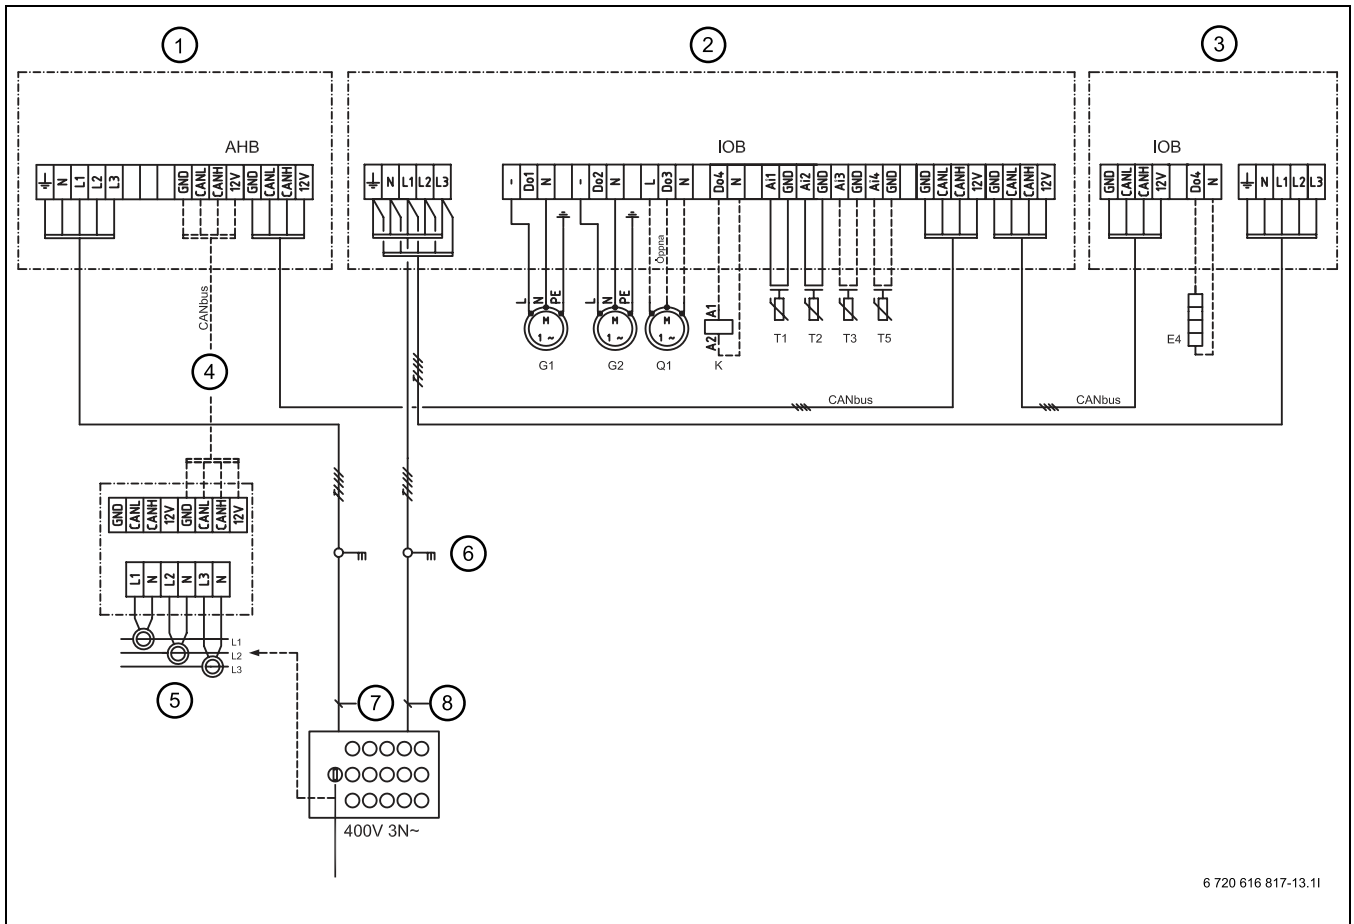 1
2
3
AHB
IOB
IOB
N L1 L2 L3 GND CANL CANH 12V GND CANL CANH 12V
N L1 L2 L3
- Do1 N - Do2 N L Do3 N Do4 N Ai1 GND Ai2 GND Ai3 GND Ai4 GND GND CANL CANH 12V GND CANL CANH 12V
GND CANL CANH 12V Do4 N
N L1 L2 L3
Öppna
CANbus
L N PE
L N PE
A1
A2
M
1 ~
M
1 ~
M
1 ~
G1
G2
Q1
K
T1
T2
T3
T5
E4
4
CANbus
CANbus
GND CANL CANH 12V GND CANL CANH 12V
6
L1 N L2 N L3 N
L1
L2
L3
5
7
8
400V 3N~
6 720 616 817-13.1I